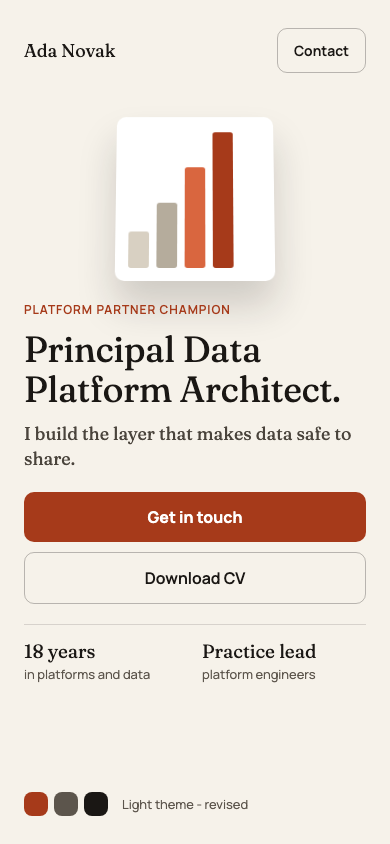 Ada Novak
Contact
PLATFORM PARTNER CHAMPION
Principal Data
Platform Architect.
I build the layer that makes data safe to
share.
Get in touch
Download CV
18 years
in platforms and data
Practice lead
platform engineers
Light theme - revised